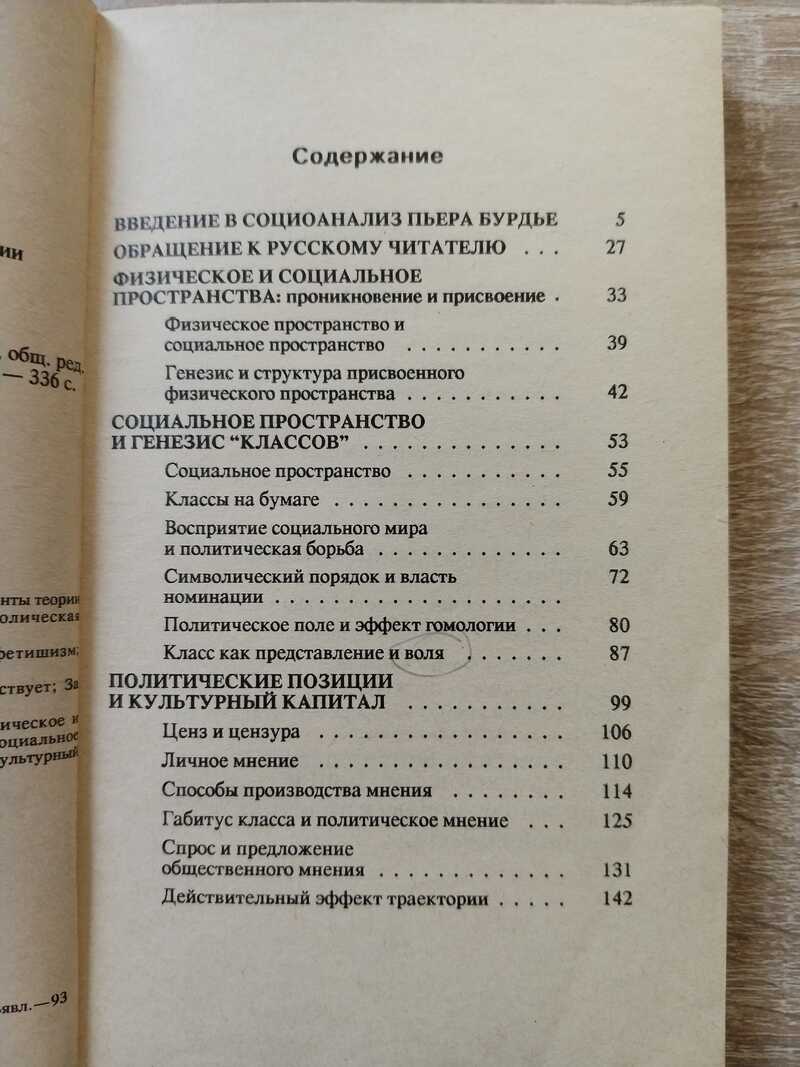 ии
общ. ред.
— 336 с.
нты теории
олическая
ретишизм;
ствует; За
ическое и
оциальное
ультурный
явл.—93
Содержание
ВВЕДЕНИЕ В СОЦИОАНАЛИЗ ПЬЕРА БУРДЬЕ 5
ОБРАЩЕНИЕ К РУССКОМУ ЧИТАТЕЛЮ . . . 27
ФИЗИЧЕСКОЕ И СОЦИАЛЬНОЕ
ПРОСТРАНСТВА: проникновение и присвоение . 33
Физическое пространство и
социальное пространство . . . . . . . . . . . 39
Генезис и структура присвоенного
физического пространства . . . . . . . . . . 42
СОЦИАЛЬНОЕ ПРОСТРАНСТВО
И ГЕНЕЗИС “КЛАССОВ” . . . . . . . . . . . . . . 53
Социальное пространство . . . . . . . . . . . 55
Классы на бумаге . . . . . . . . . . . . . . . . 59
Восприятие социального мира
и политическая борьба . . . . . . . . . . . . . 63
Символический порядок и власть 72
номинации . . . . . . . . . . . . . . . . . . . .
Политическое поле и эффект гомологии . . . 80
Класс как представление и воля . . . . . . . 87
ПОЛИТИЧЕСКИЕ ПОЗИЦИИ
И КУЛЬТУРНЫЙ КАПИТАЛ . . . . . . . . . . . 99
Ценз и цензура . . . . . . . . . . . . . . . . . 106
Личное мнение . . . . . . . . . . . . . . . . . 110
Способы производства мнения . . . . . . . . 114
Габитус класса и политическое мнение . . . 125
Спрос и предложение
общественного мнения . . . . . . . . . . . . . 131
Действительный эффект траектории . . . . . 142